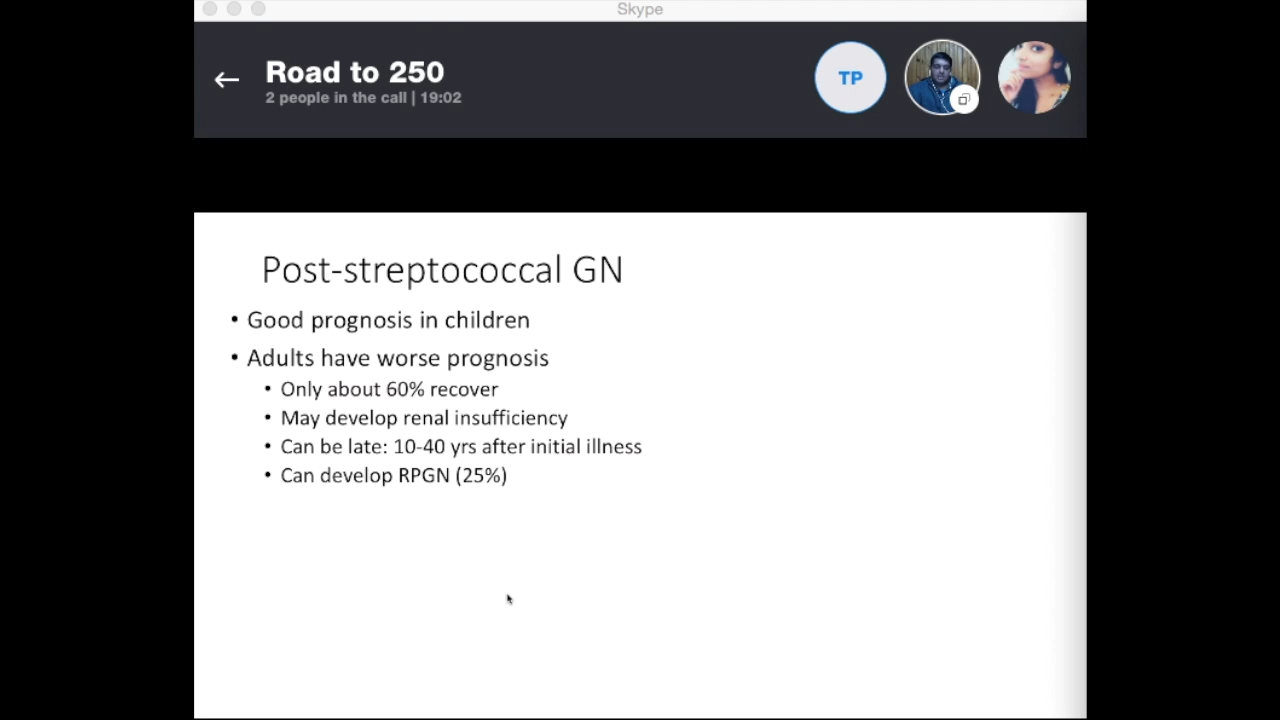 Skype
Road to 250
2 people in the call | 19:02
TP
Post-streptococcal GN
• Good prognosis in children
• Adults have worse prognosis
• Only about 60% recover
• May develop renal insufficiency
• Can be late: 10-40 yrs after initial illness
• Can develop RPGN (25%)